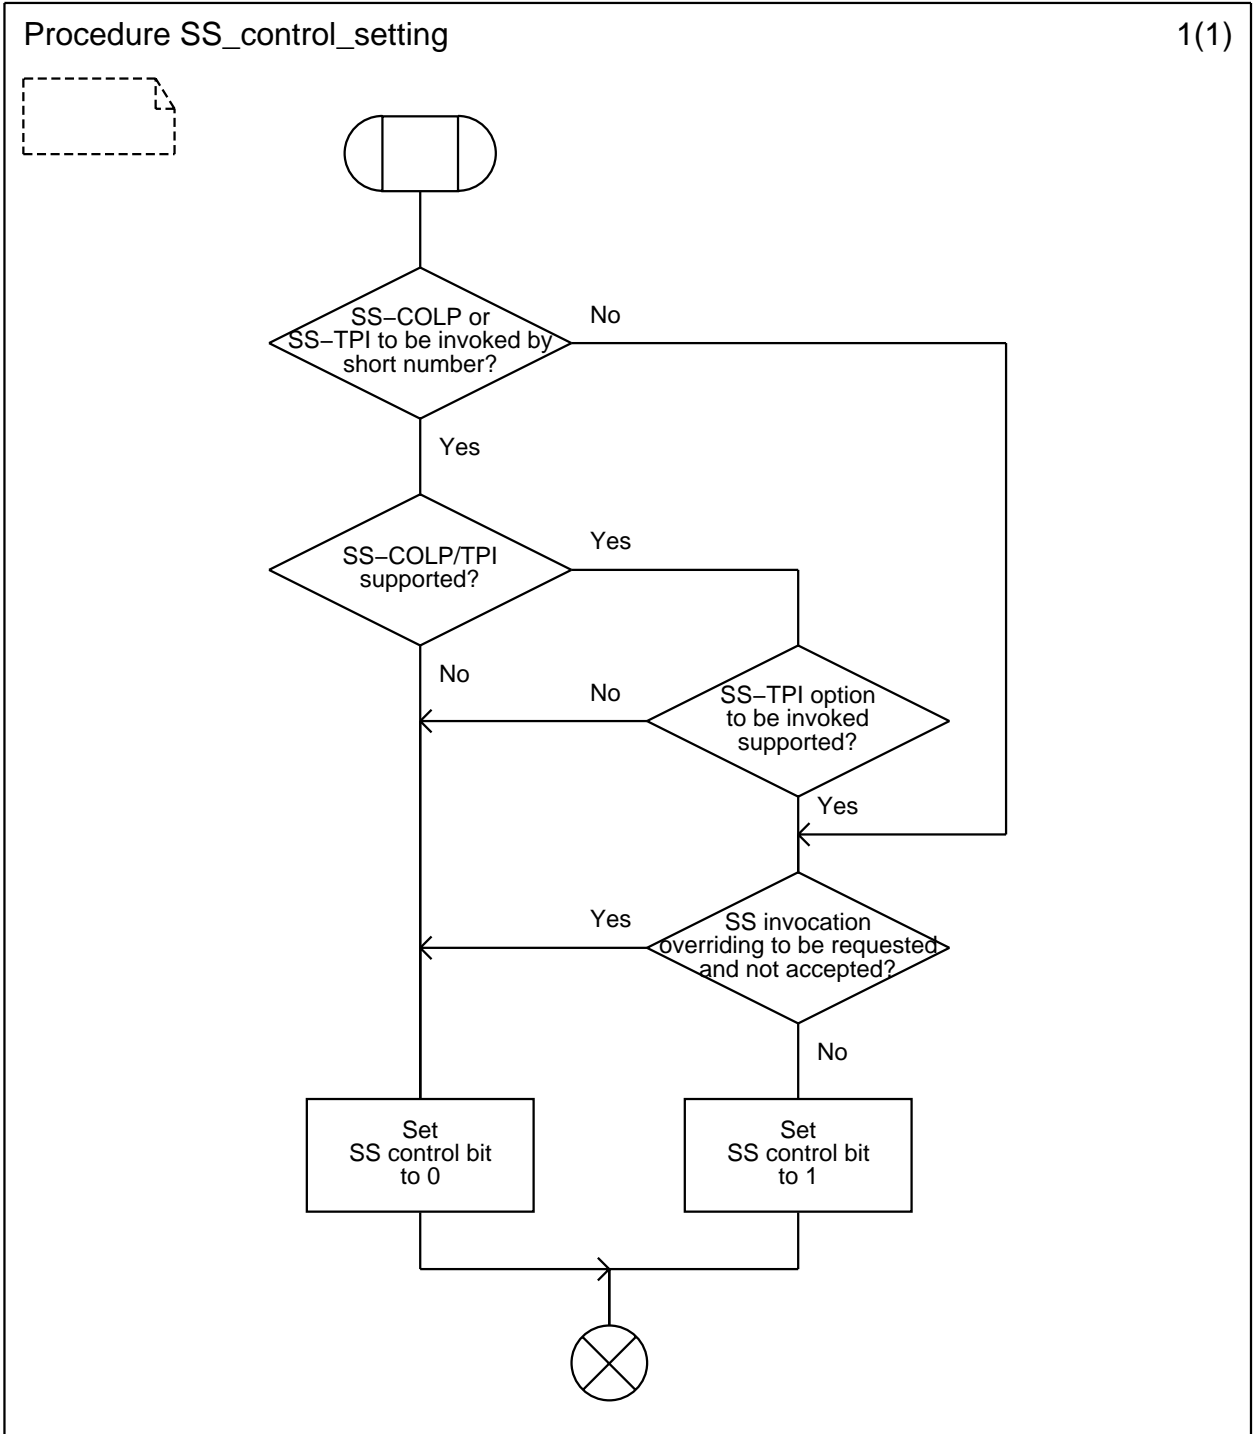 Procedure SS_control_setting
1(1)
SS−COLP or
SS−TPI to be invoked by
short number?
No
Yes
SS−COLP/TPI
supported?
Yes
No
No
SS−TPI option
to be invoked
supported?
Yes
Yes
SS invocation
overriding to be requested
and not accepted?
No
Set
SS control bit
to 0
Set
SS control bit
to 1